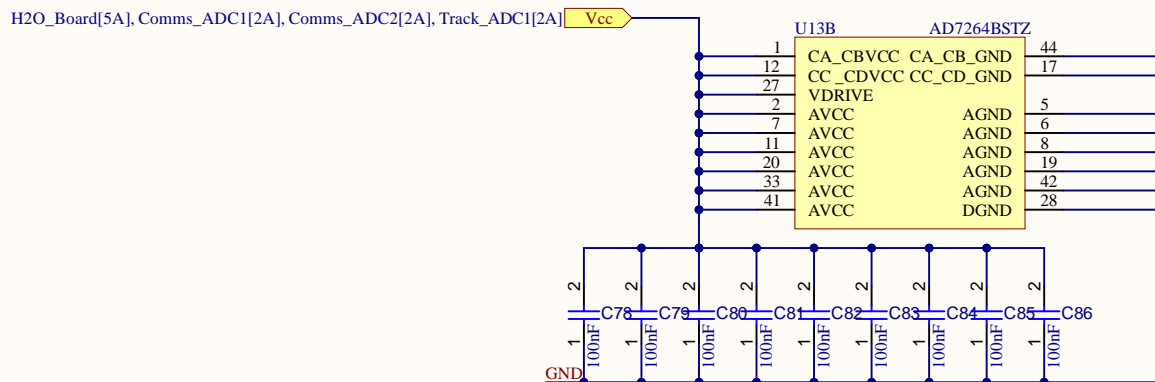 H2O_Board[5A], Comms_ADC1[2A], Comms_ADC2[2A], Track_ADC1[2A] Vcc
U13B AD7264BSTZ
1 CA_CBVCC CA_CB_GND 44
12 CC _CDVCC CC_CD_GND 17
27 VDRIVE
2 AVCC AGND 5
7 AVCC AGND 6
11 AVCC AGND 8
20 AVCC AGND 19
33 AVCC AGND 42
41 AVCC DGND 28
2 2 2 2 2 2 2 2 2
C78 C79 C80 C81 C82 C83 C84 C85 C86
1 1 1 1 1 1 1 1 1
100nF 100nF 100nF 100nF 100nF 100nF 100nF 100nF 100nF
GND